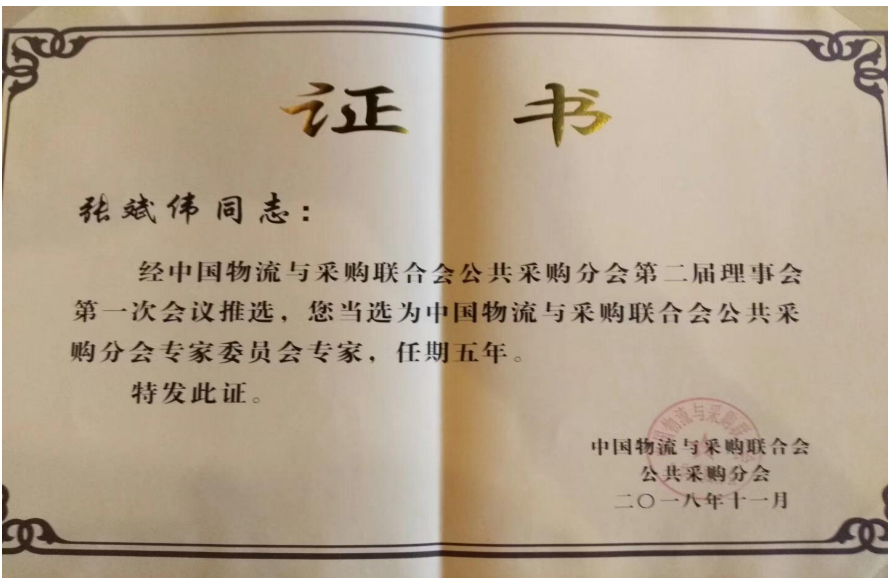 证 书
张斌伟同志：
经中国物流与采购联合会公共采购分会第二届理事会
第一次会议推选，您当选为中国物流与采购联合会公共采
购分会专家委员会专家，任期五年。
特发此证。
中国物流与采购联合会
公共采购分会
二〇一八年十一月